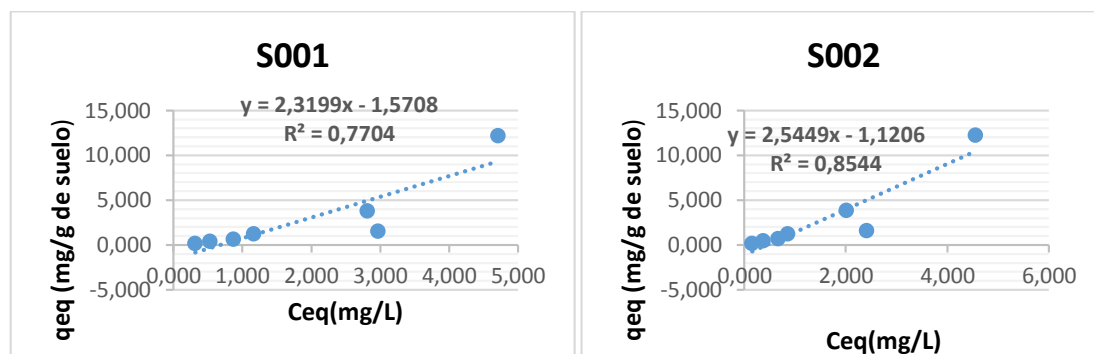 S001
y = 2,3199x - 1,5708
R² = 0,7704
15,000
10,000
5,000
0,000
-5,000
0,000 1,000 2,000 3,000 4,000 5,000
qeq (mg/g de suelo)
Ceq(mg/L)
S002
y = 2,5449x - 1,1206
R² = 0,8544
15,000
10,000
5,000
0,000
-5,000
0,000 2,000 4,000 6,000
qeq (mg/g de suelo)
Ceq(mg/L)